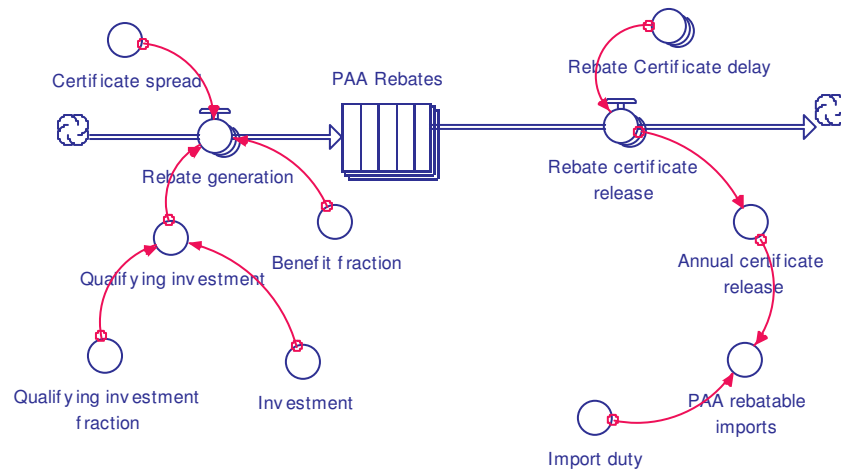 PAA Rebates
Rebate Certificate delay
Certificate spread
Rebate generation
Rebate certificate
release
Qualifying investment
Benefit fraction
Annual certificate
release
Qualifying investment
fraction
Investment
PAA rebatable
imports
Import duty